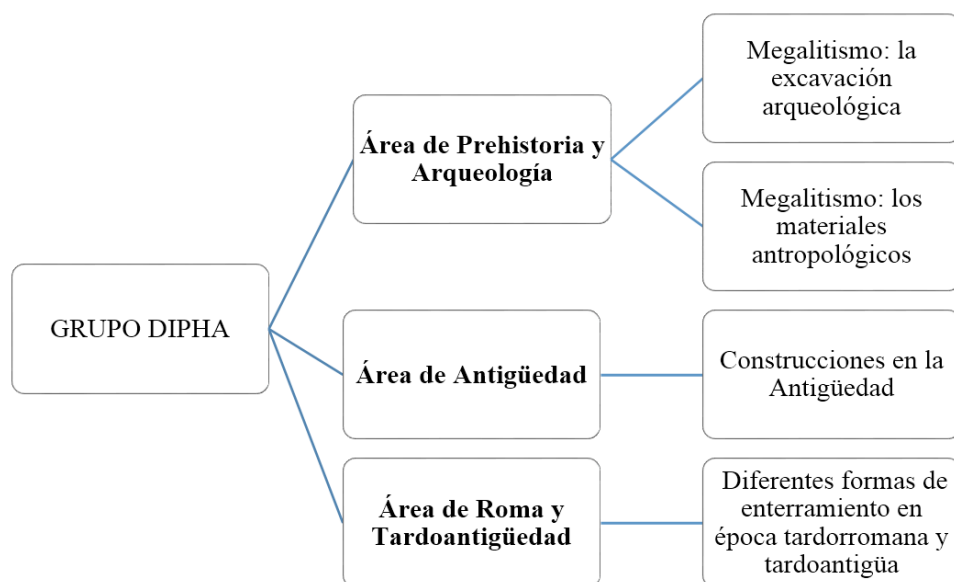 GRUPO DIPHA
Área de Prehistoria y
Arqueología
Megalitismo: la
excavación
arqueológica
Megalitismo: los
materiales
antropológicos
Área de Antigüedad
Construcciones en la
Antigüedad
Área de Roma y
Tardoantigüedad
Diferentes formas de
enterramiento en
época tardorromana y
tardoantigüa